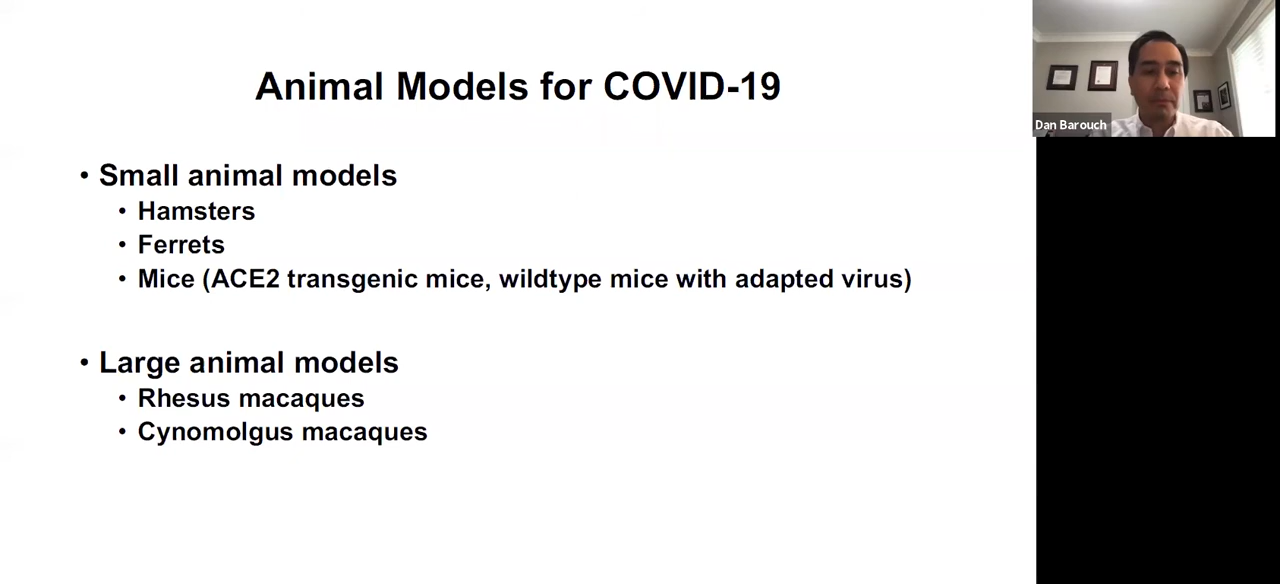 Animal Models for COVID-19
• Small animal models
• Hamsters
• Ferrets
• Mice (ACE2 transgenic mice, wildtype mice with adapted virus)
• Large animal models
• Rhesus macaques
• Cynomolgus macaques
Dan Barouch